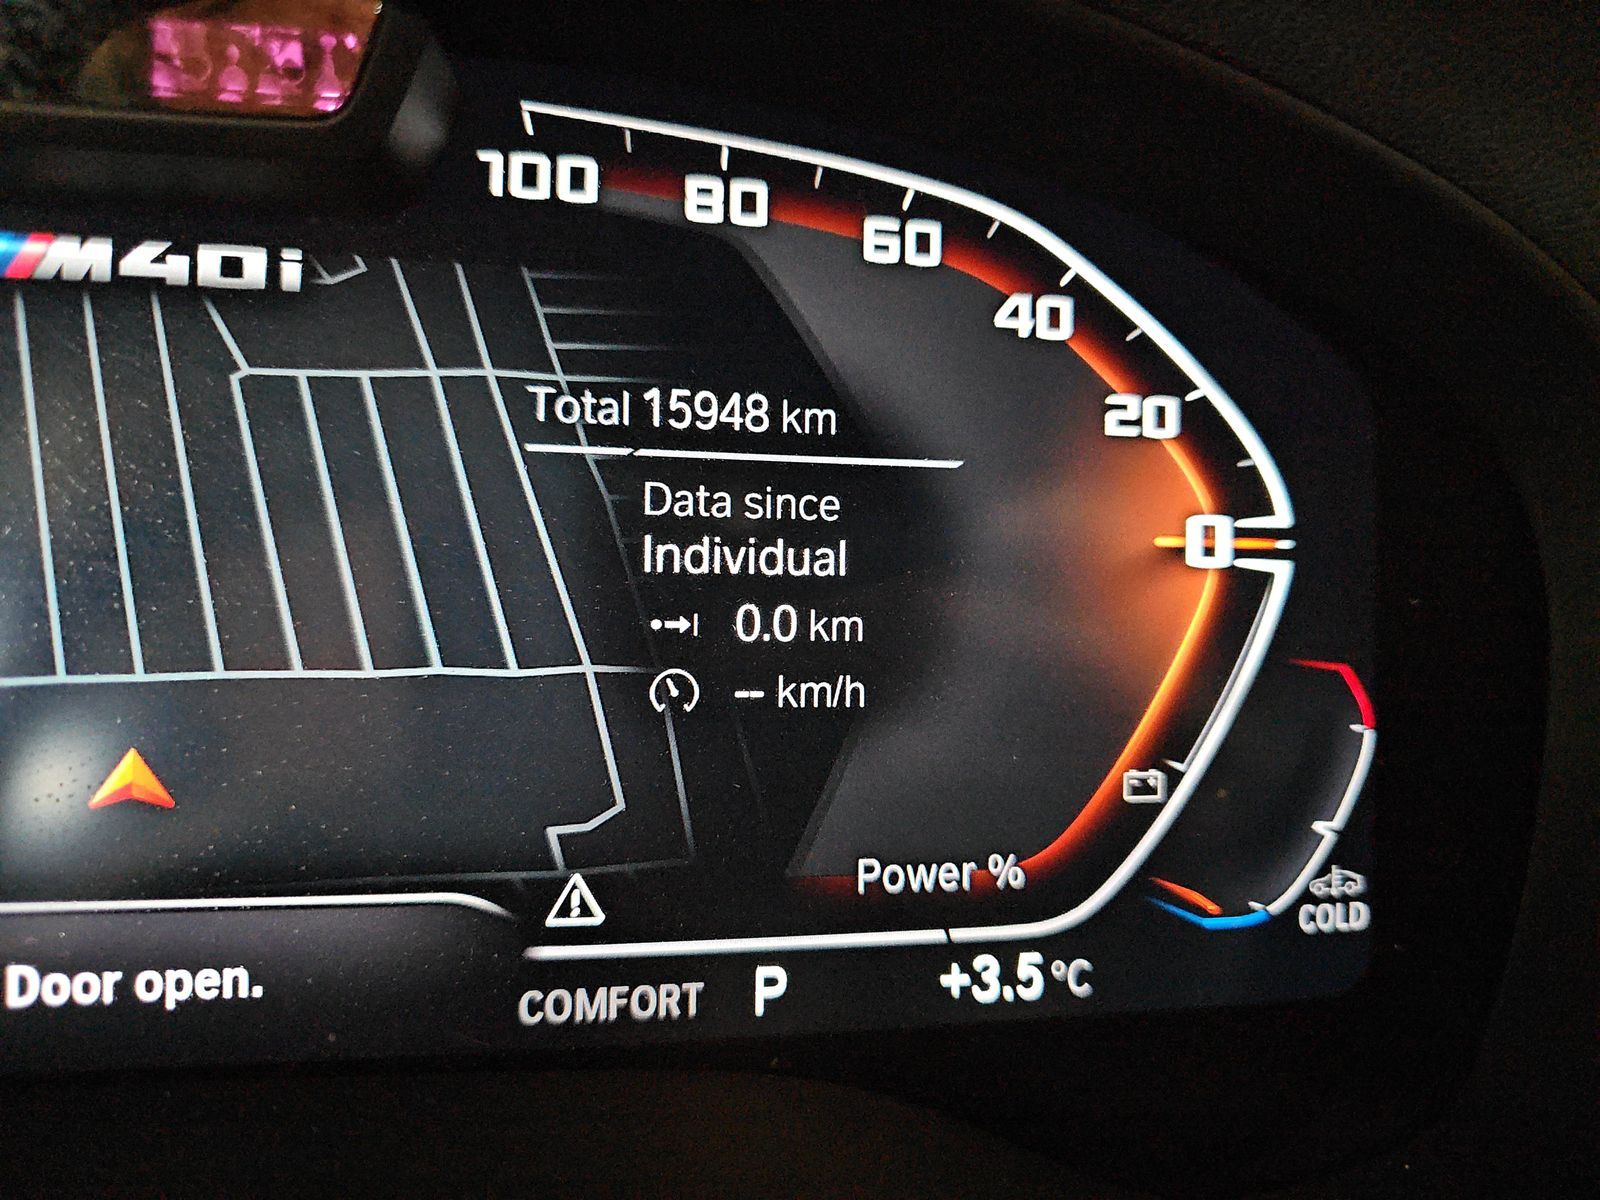 100
80
60
M40i
40
Total 15948 km
20
Data since
Individual
0
0.0 km
-- km/h
Power %
COLD
Door open.
COMFORT P +3.5 °C